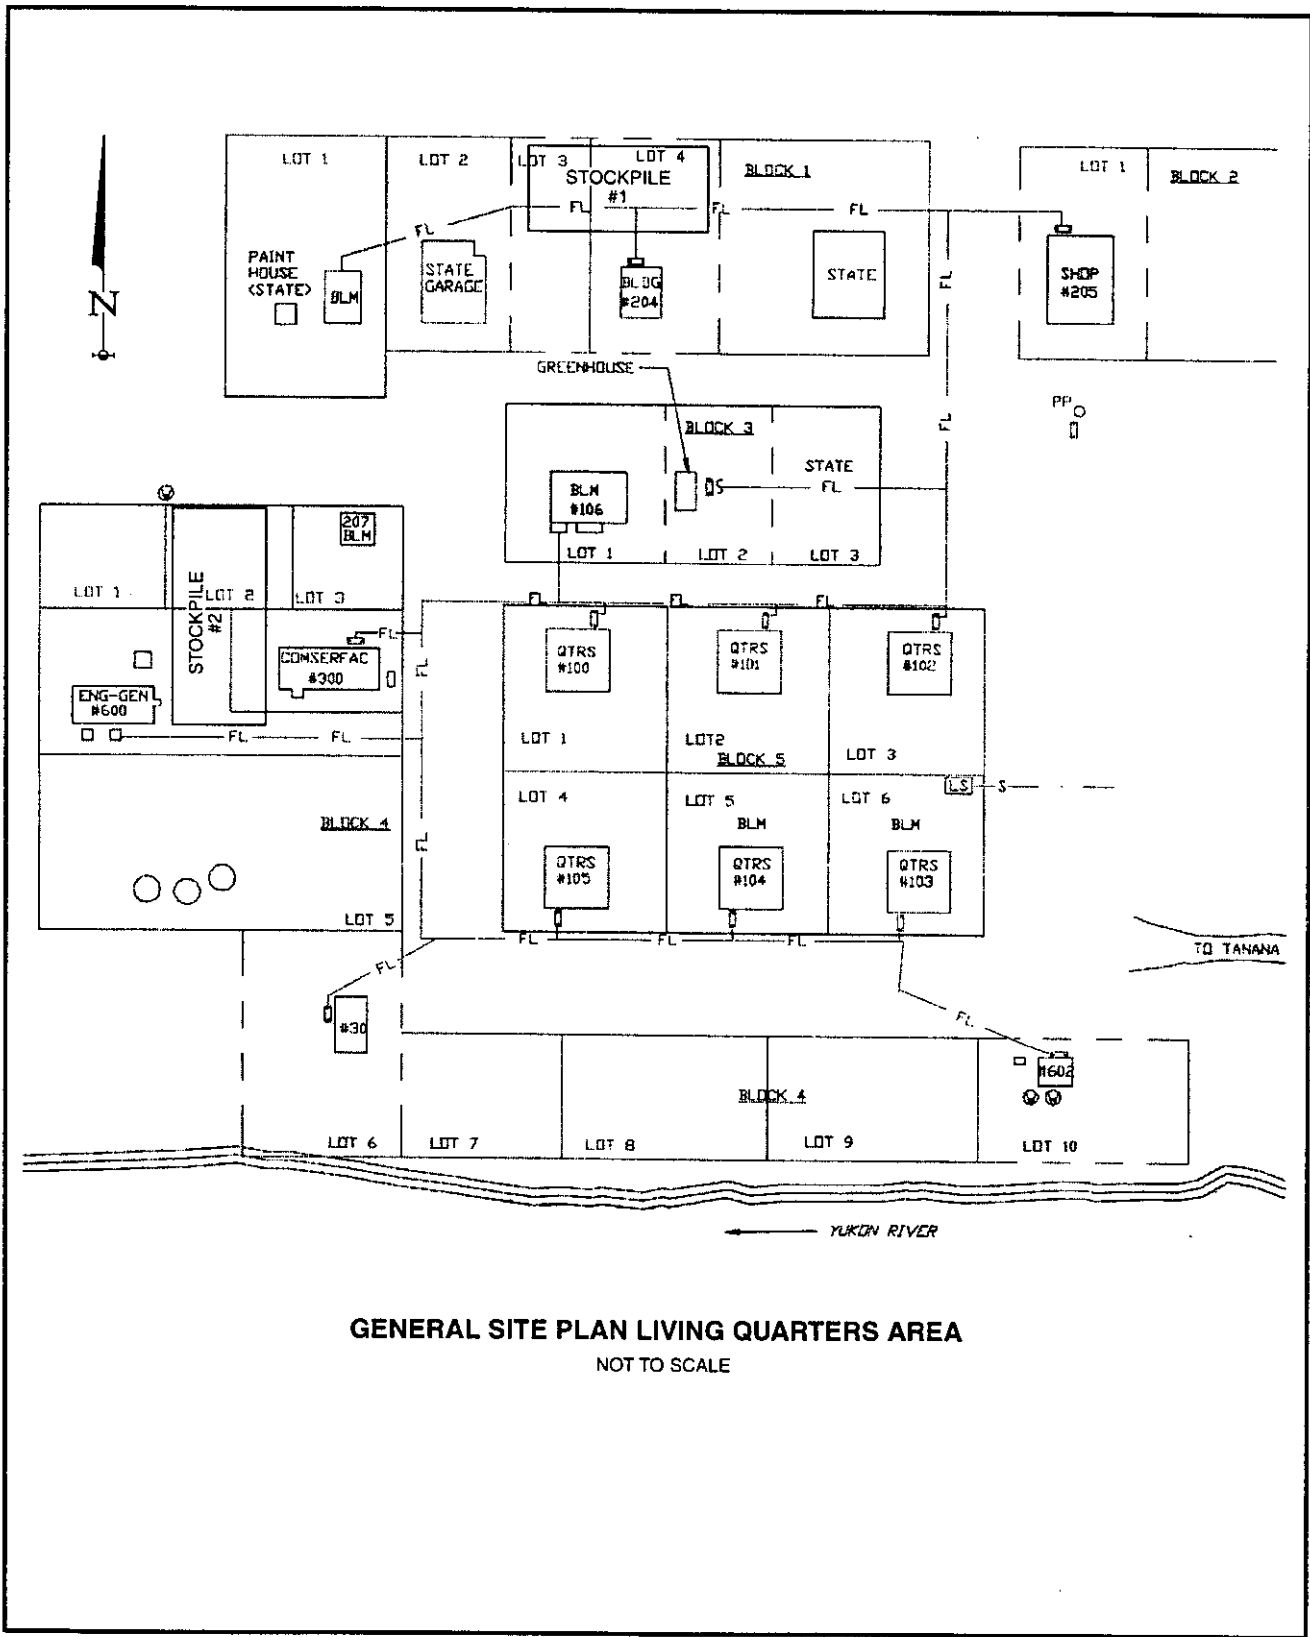 LOT 1
LOT 2
LOT 3
LOT 4
BLOCK 1
LOT 1
BLOCK 2
STOCKPILE
#1
FL
FL
FL
FL
PAINT
HOUSE
(STATE)
BLM
STATE
GARAGE
BLDG
#204
STATE
FL
SHOP
#205
N
GREENHOUSE
PP
FL
BLOCK 3
STATE
FL
BLM
#106
S
LOT 1
LOT 2
LOT 3
207
BLM
LOT 1
STOCKPILE
#2
LOT 2
LOT 3
FL
FL
FL
FL
COMSERFAC
#300
FL
ENG-GEN
#600
FL
FL
QTRS
#100
QTRS
#101
QTRS
#102
LOT 1
LOT2
BLOCK 5
LOT 3
LOT 4
LOT 5
LOT 6
LS
S
BLM
BLM
BLOCK 4
FL
QTRS
#105
QTRS
#104
QTRS
#103
LOT 5
FL
FL
FL
TO TANANA
FL
#30
FL
#602
BLOCK 4
LOT 6
LOT 7
LOT 8
LOT 9
LOT 10
YUKON RIVER
GENERAL SITE PLAN LIVING QUARTERS AREA
NOT TO SCALE